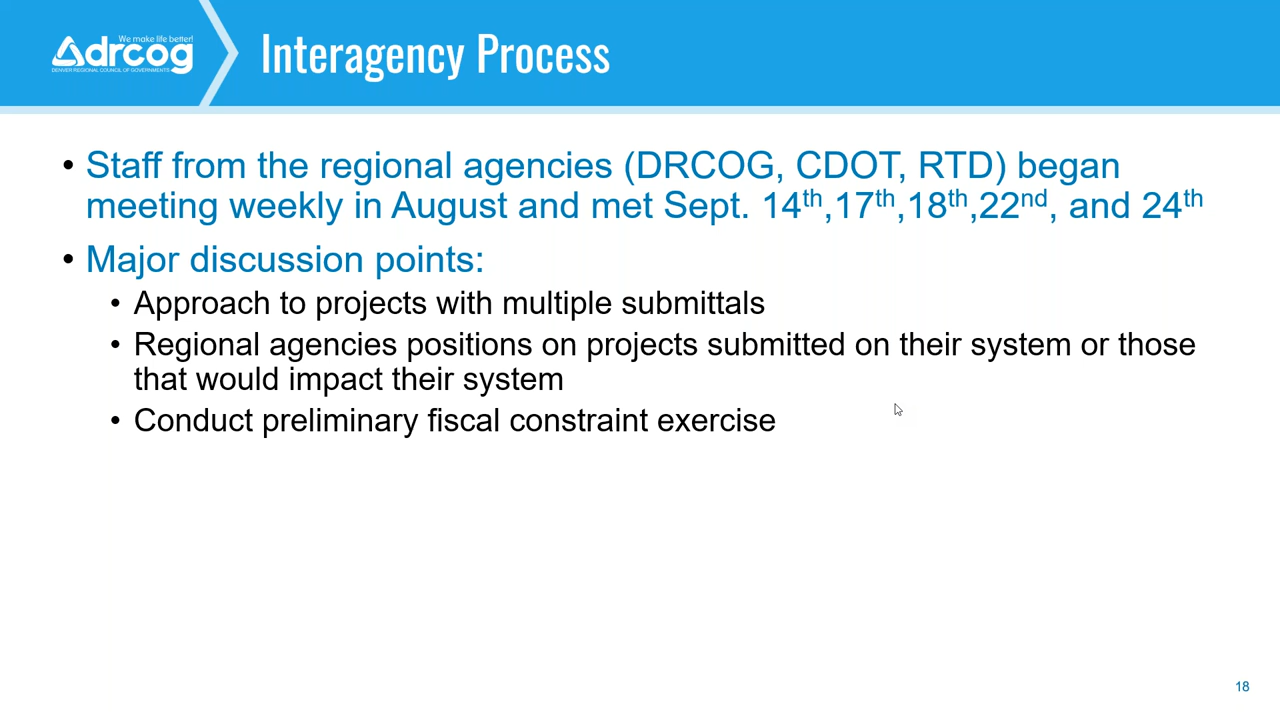 We make life better!
drcog
DENVER REGIONAL COUNCIL OF GOVERNMENTS
Interagency Process
• Staff from the regional agencies (DRCOG, CDOT, RTD) began
meeting weekly in August and met Sept. 14th,17th,18th,22nd, and 24th
• Major discussion points:
• Approach to projects with multiple submittals
• Regional agencies positions on projects submitted on their system or those
that would impact their system
• Conduct preliminary fiscal constraint exercise
18